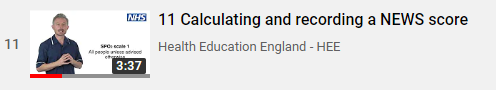 11
NHS
SPO₂ scale 1
All people unless advised
otherwise
3:37
11 Calculating and recording a NEWS score
Health Education England - HEE